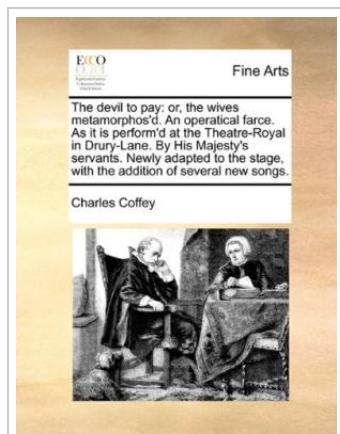 ECCO
Fine Arts
The devil to pay: or, the wives
metamorphos'd. An operatical farce.
As it is perform'd at the Theatre-Royal
in Drury-Lane. By His Majesty's
servants. Newly adapted to the stage,
with the addition of several new songs.
Charles Coffey